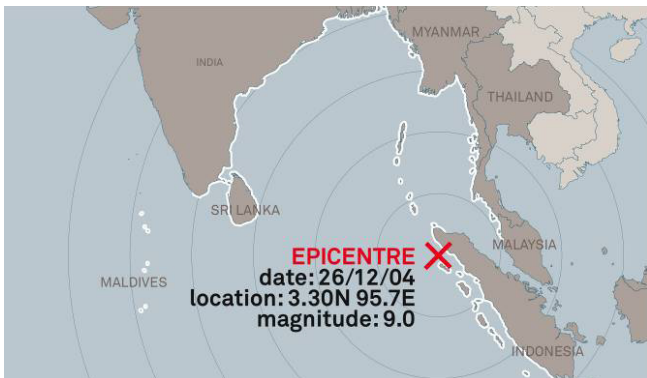 MYANMAR
INDIA
THAILAND
SRI LANKA
MALAYSIA
EPICENTRE
date: 26/12/04
MALDIVES
location: 3.30N 95.7E
magnitude: 9.0
INDONESIA